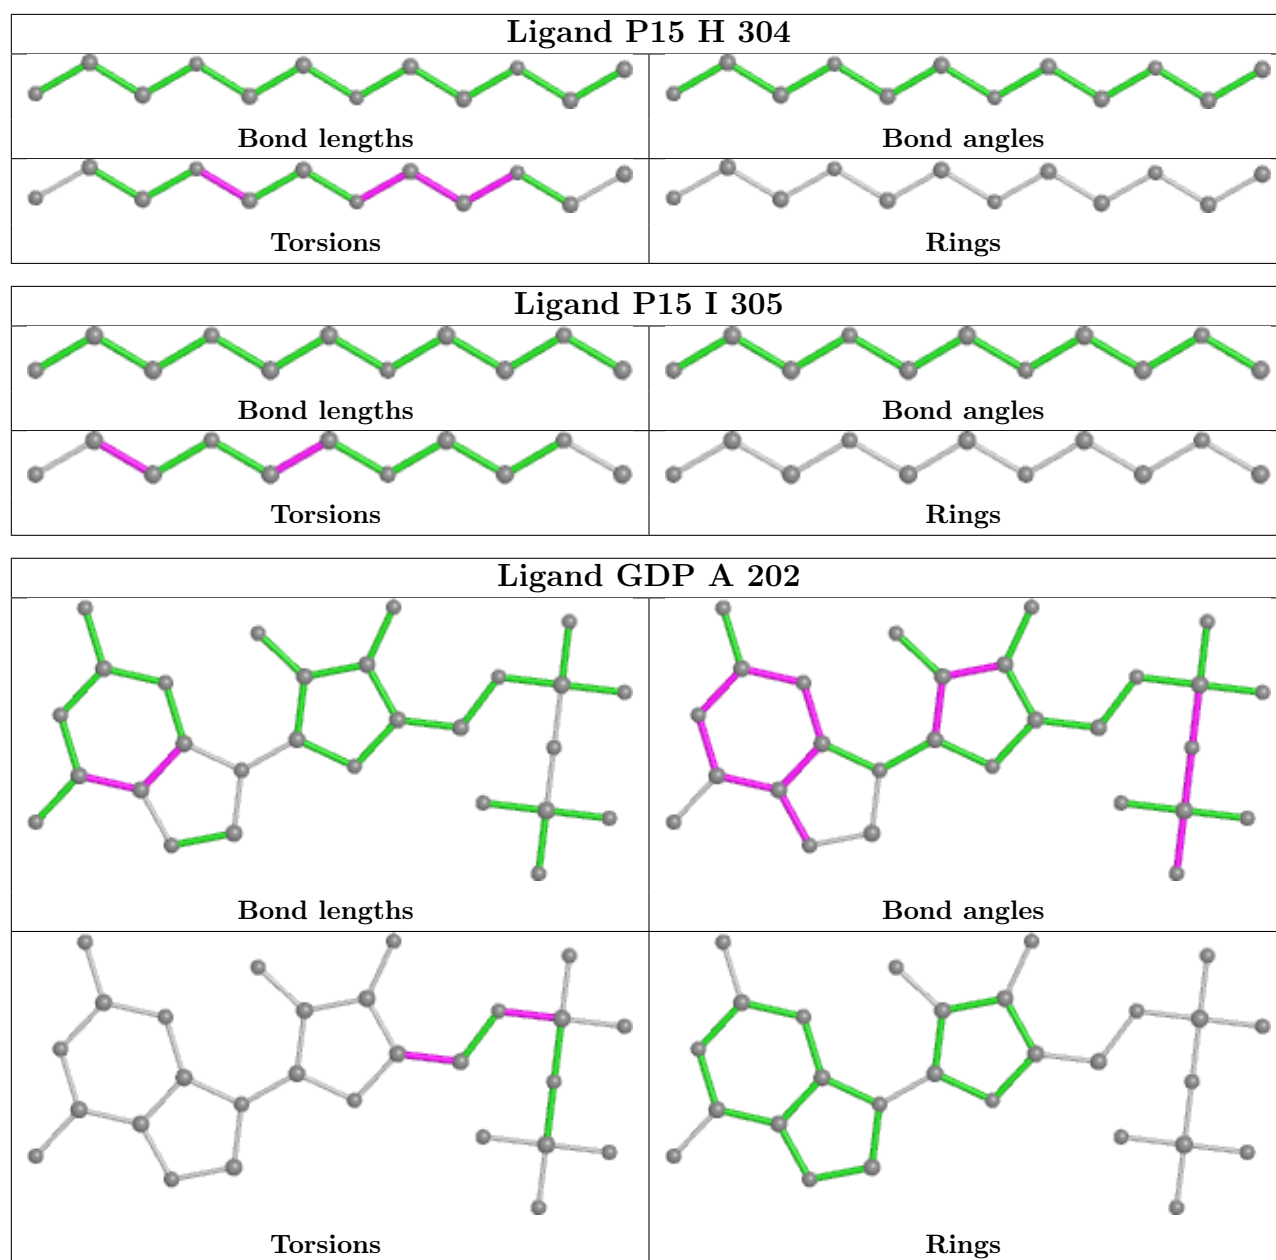 Ligand P15 H 304
Bond lengths
Bond angles
Torsions
Rings
Ligand P15 I 305
Bond lengths
Bond angles
Torsions
Rings
Ligand GDP A 202
Bond lengths
Bond angles
Torsions
Rings